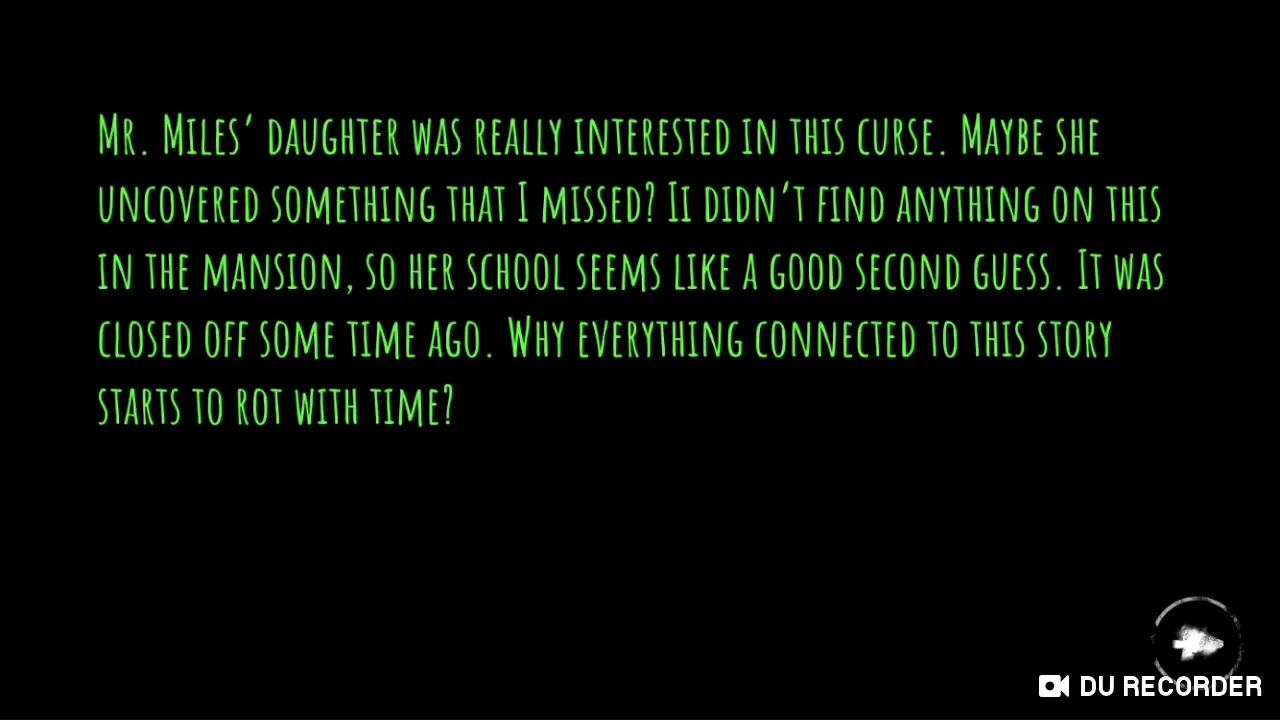 Mr. Miles' daughter was really interested in this curse. Maybe she
uncovered something that I missed? Ii didn't find anything on this
in the mansion, so her school seems like a good second guess. It was
closed off some time ago. Why everything connected to this story
starts to rot with time?
DU RECORDER